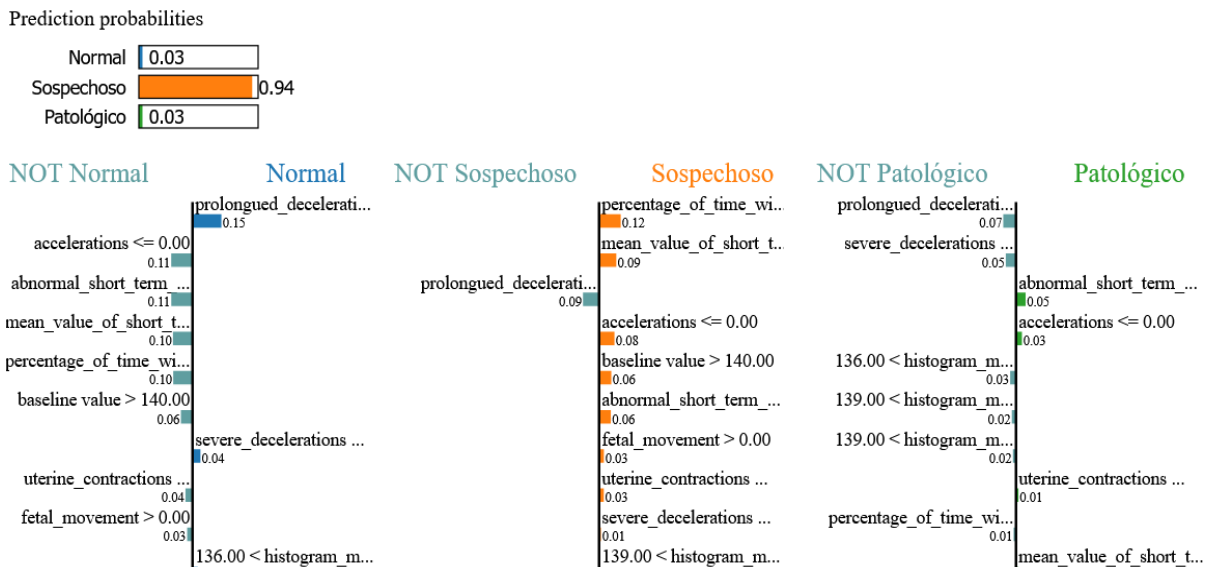 Prediction probabilities
Normal 0.03
Sospechoso 0.94
Patológico 0.03
NOT Normal Normal
prolongued_decelerati...
0.15
accelerations <= 0.00
0.11
abnormal_short_term_...
0.11
mean_value_of_short_t...
0.10
percentage_of_time_wi...
0.10
baseline value > 140.00
0.06
severe_decelerations ...
0.04
uterine_contractions ...
0.04
fetal_movement > 0.00
0.03
136.00 < histogram_m...
NOT Sospechoso Sospechoso
percentage_of_time_wi...
0.12
mean_value_of_short_t...
0.09
prolongued_decelerati...
0.09
accelerations <= 0.00
0.08
baseline value > 140.00
0.06
abnormal_short_term_...
0.06
fetal_movement > 0.00
0.03
uterine_contractions ...
0.03
severe_decelerations ...
0.01
139.00 < histogram_m...
NOT Patológico Patológico
prolongued_decelerati...
0.07
severe_decelerations ...
0.05
abnormal_short_term_...
0.05
accelerations <= 0.00
0.03
136.00 < histogram_m...
0.03
139.00 < histogram_m...
0.02
139.00 < histogram_m...
0.02
uterine_contractions ...
0.01
percentage_of_time_wi...
0.01
mean_value_of_short_t...